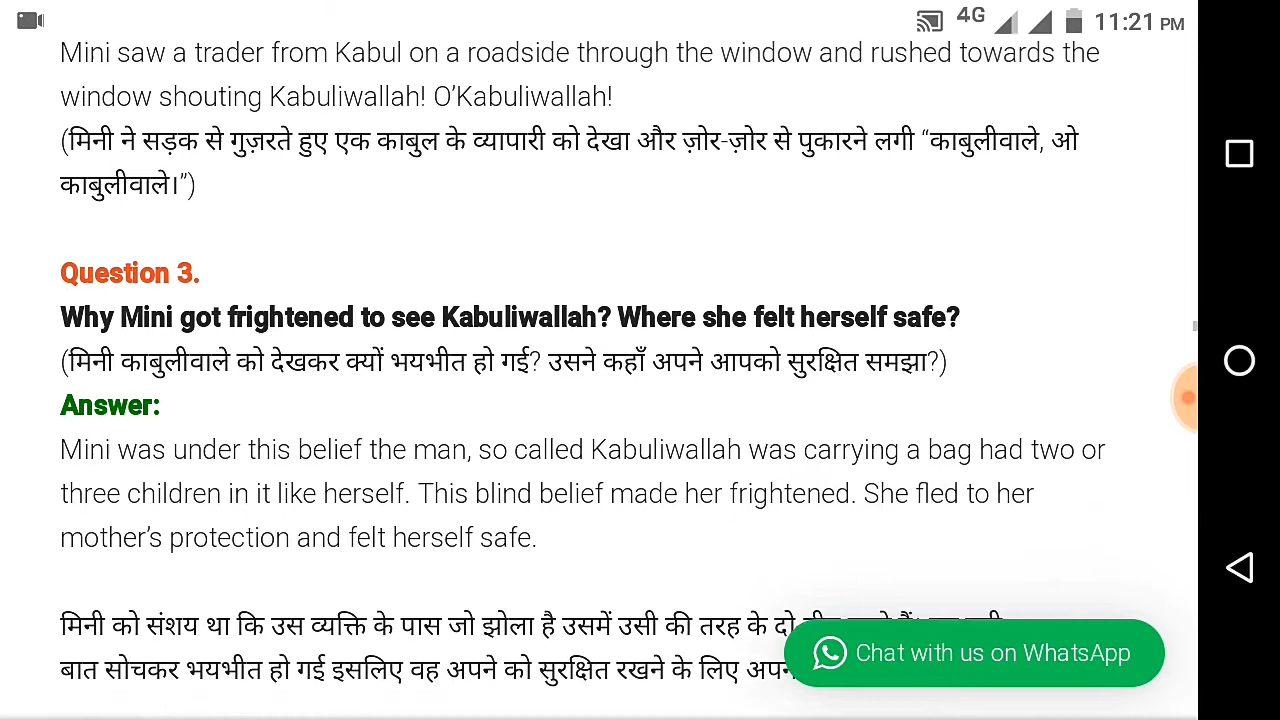 4G 11:21 PM
Mini saw a trader from Kabul on a roadside through the window and rushed towards the
window shouting Kabuliwallah! O’Kabuliwallah!
(मिनी ने सड़क से गुज़रते हुए एक काबुल के व्यापारी को देखा और ज़ोर-ज़ोर से पुकारने लगी “काबुलीवाले, ओ
काबुलीवाले।”)
Question 3.
Why Mini got frightened to see Kabuliwallah? Where she felt herself safe?
(मिनी काबुलीवाले को देखकर क्यों भयभीत हो गई? उसने कहाँ अपने आपको सुरक्षित समझा?)
Answer:
Mini was under this belief the man, so called Kabuliwallah was carrying a bag had two or
three children in it like herself. This blind belief made her frightened. She fled to her
mother’s protection and felt herself safe.
मिनी को संशय था कि उस व्यक्ति के पास जो झोला है उसमें उसी की तरह के दो
बात सोचकर भयभीत हो गई इसलिए वह अपने को सुरक्षित रखने के लिए
Chat with us on WhatsApp